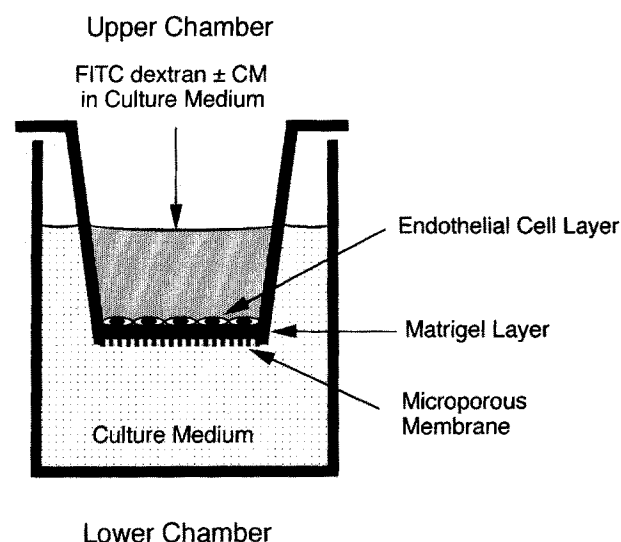 Upper Chamber
FITC dextran ± CM
in Culture Medium
Endothelial Cell Layer
Matrigel Layer
Microporous
Membrane
Culture Medium
Lower Chamber